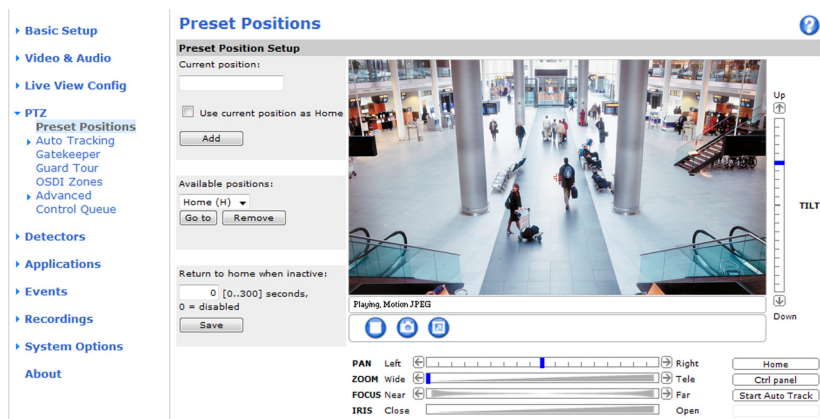 Basic Setup
Video & Audio
Live View Config
PTZ
Preset Positions
Auto Tracking
Gatekeeper
Guard Tour
OSDI Zones
Advanced
Control Queue
Detectors
Applications
Events
Recordings
System Options
About
Preset Positions
?
Preset Position Setup
Current position:
Use current position as Home
Add
Available positions:
Home (H)
Go to Remove
Return to home when inactive:
0 [0..300] seconds,
0 = disabled
Save
Playing, Motion JPEG
Up
TILT
Down
PAN Left Right Home
ZOOM Wide Tele Ctrl panel
FOCUS Near Far Start Auto Track
IRIS Close Open